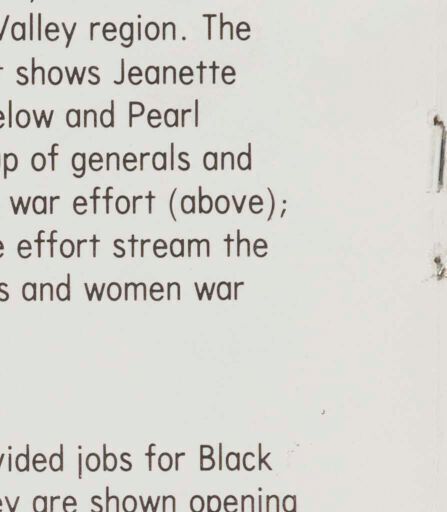 Valley region. The
shows Jeanette
elow and Pearl
up of generals and
war effort (above);
effort stream the
s and women war
vided jobs for Black
ey are shown opening